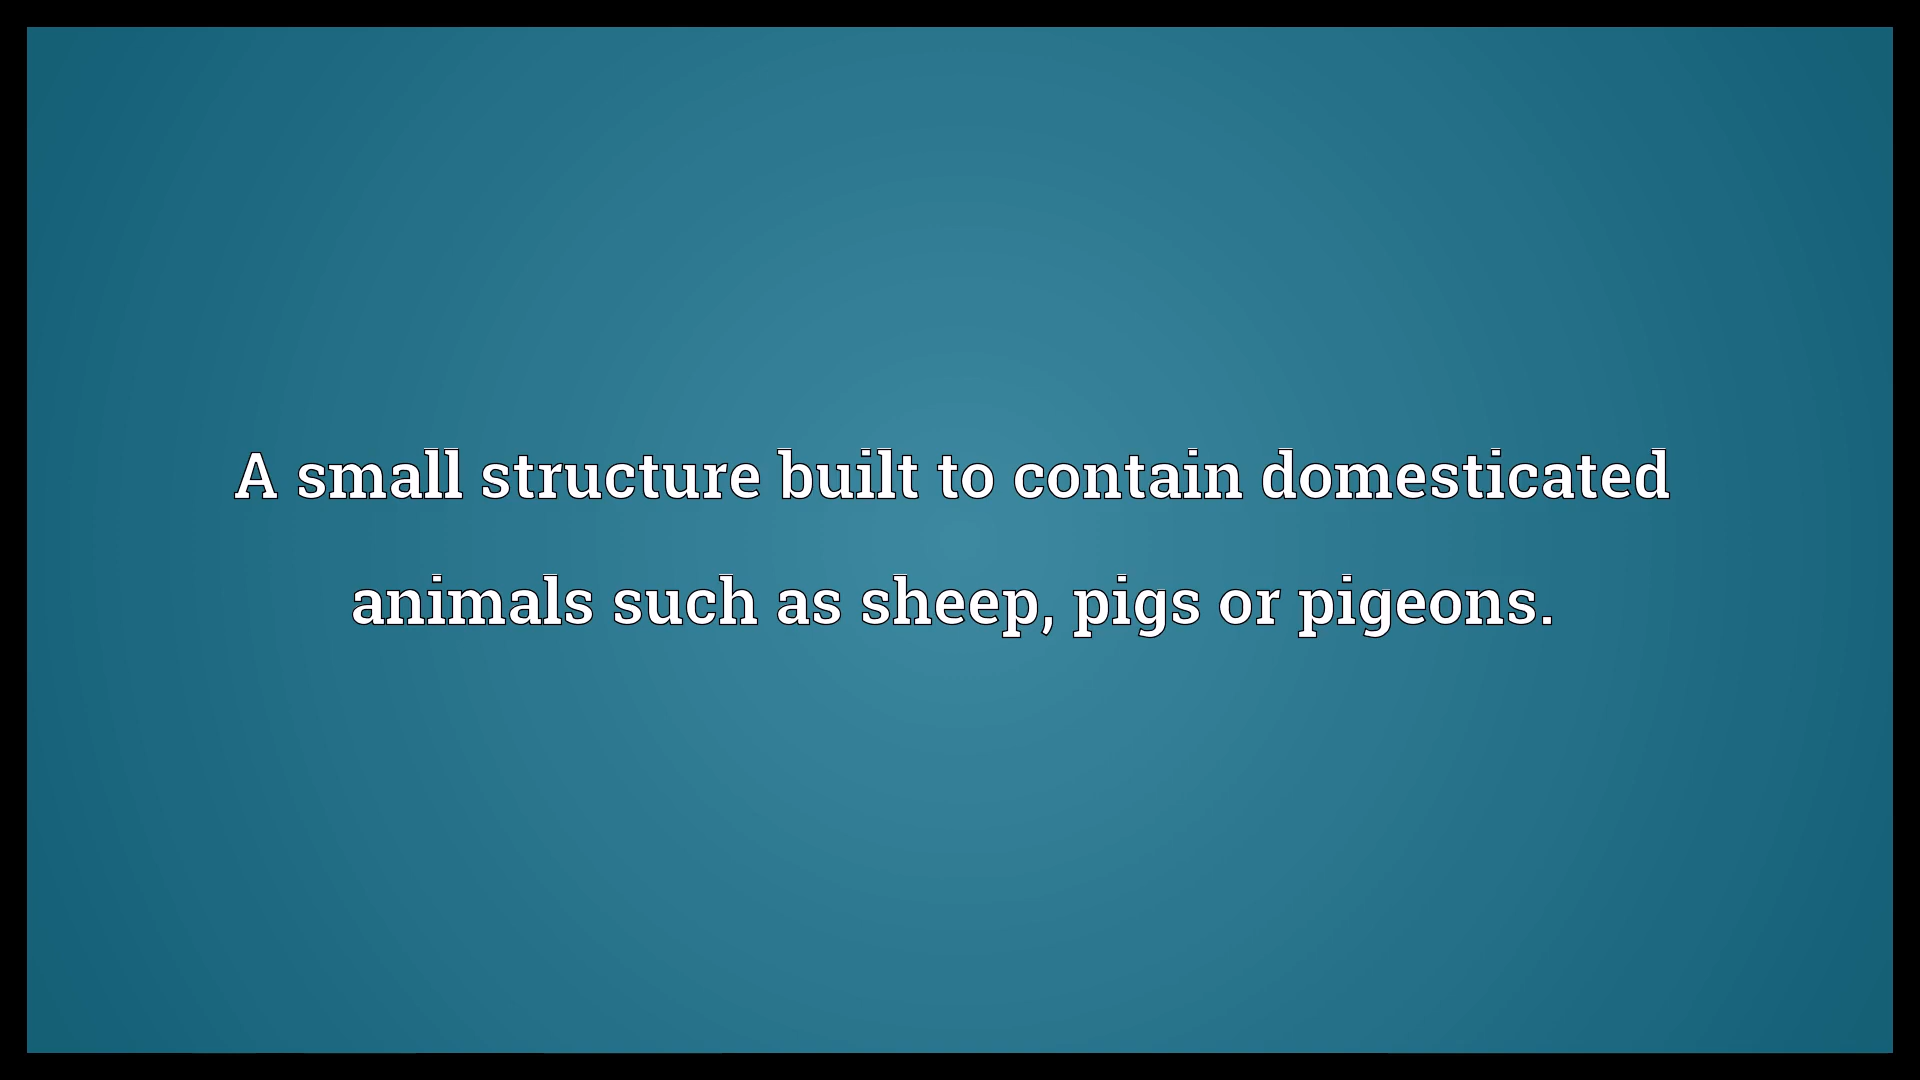 A small structure built to contain domesticated
animals such as sheep, pigs or pigeons.